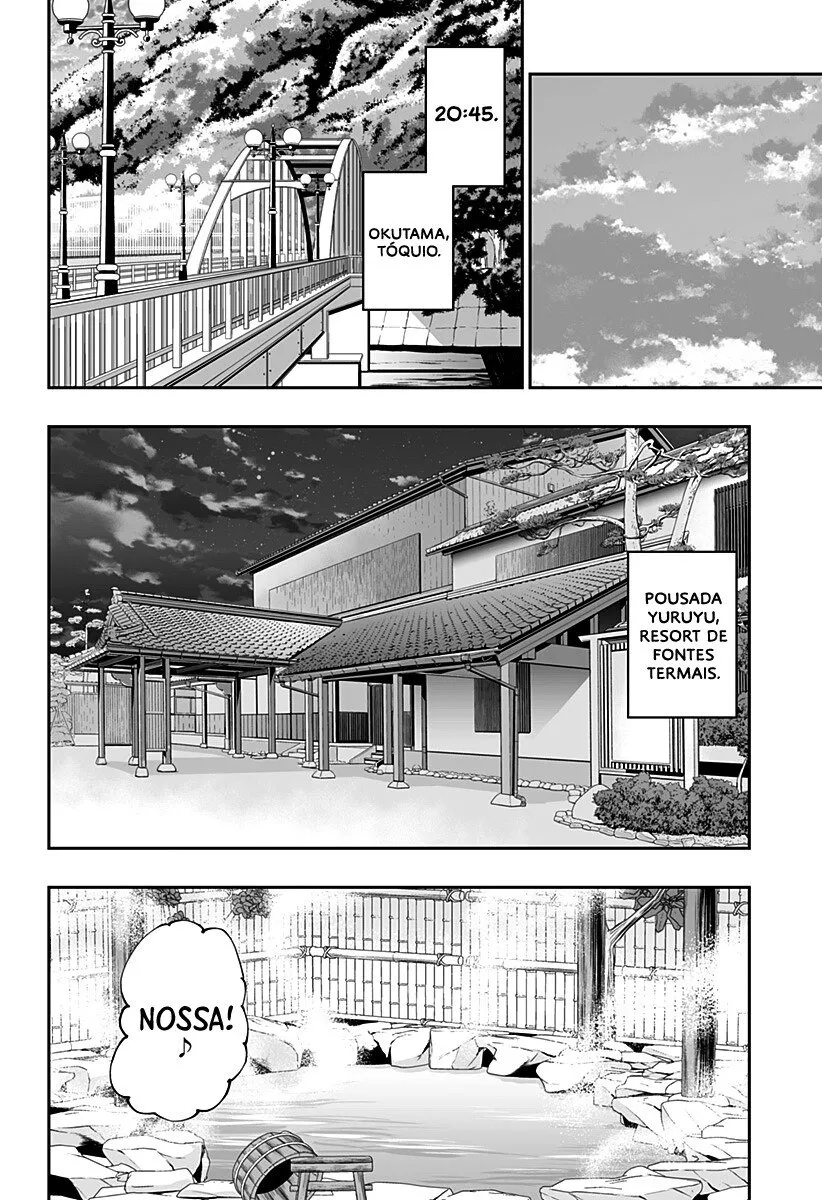 20:45.
OKUTAMA,
TÓQUIO.
POUSADA
YURUYU,
RESORT DE
FONTES
TERMAIS.
NOSSA!
♪